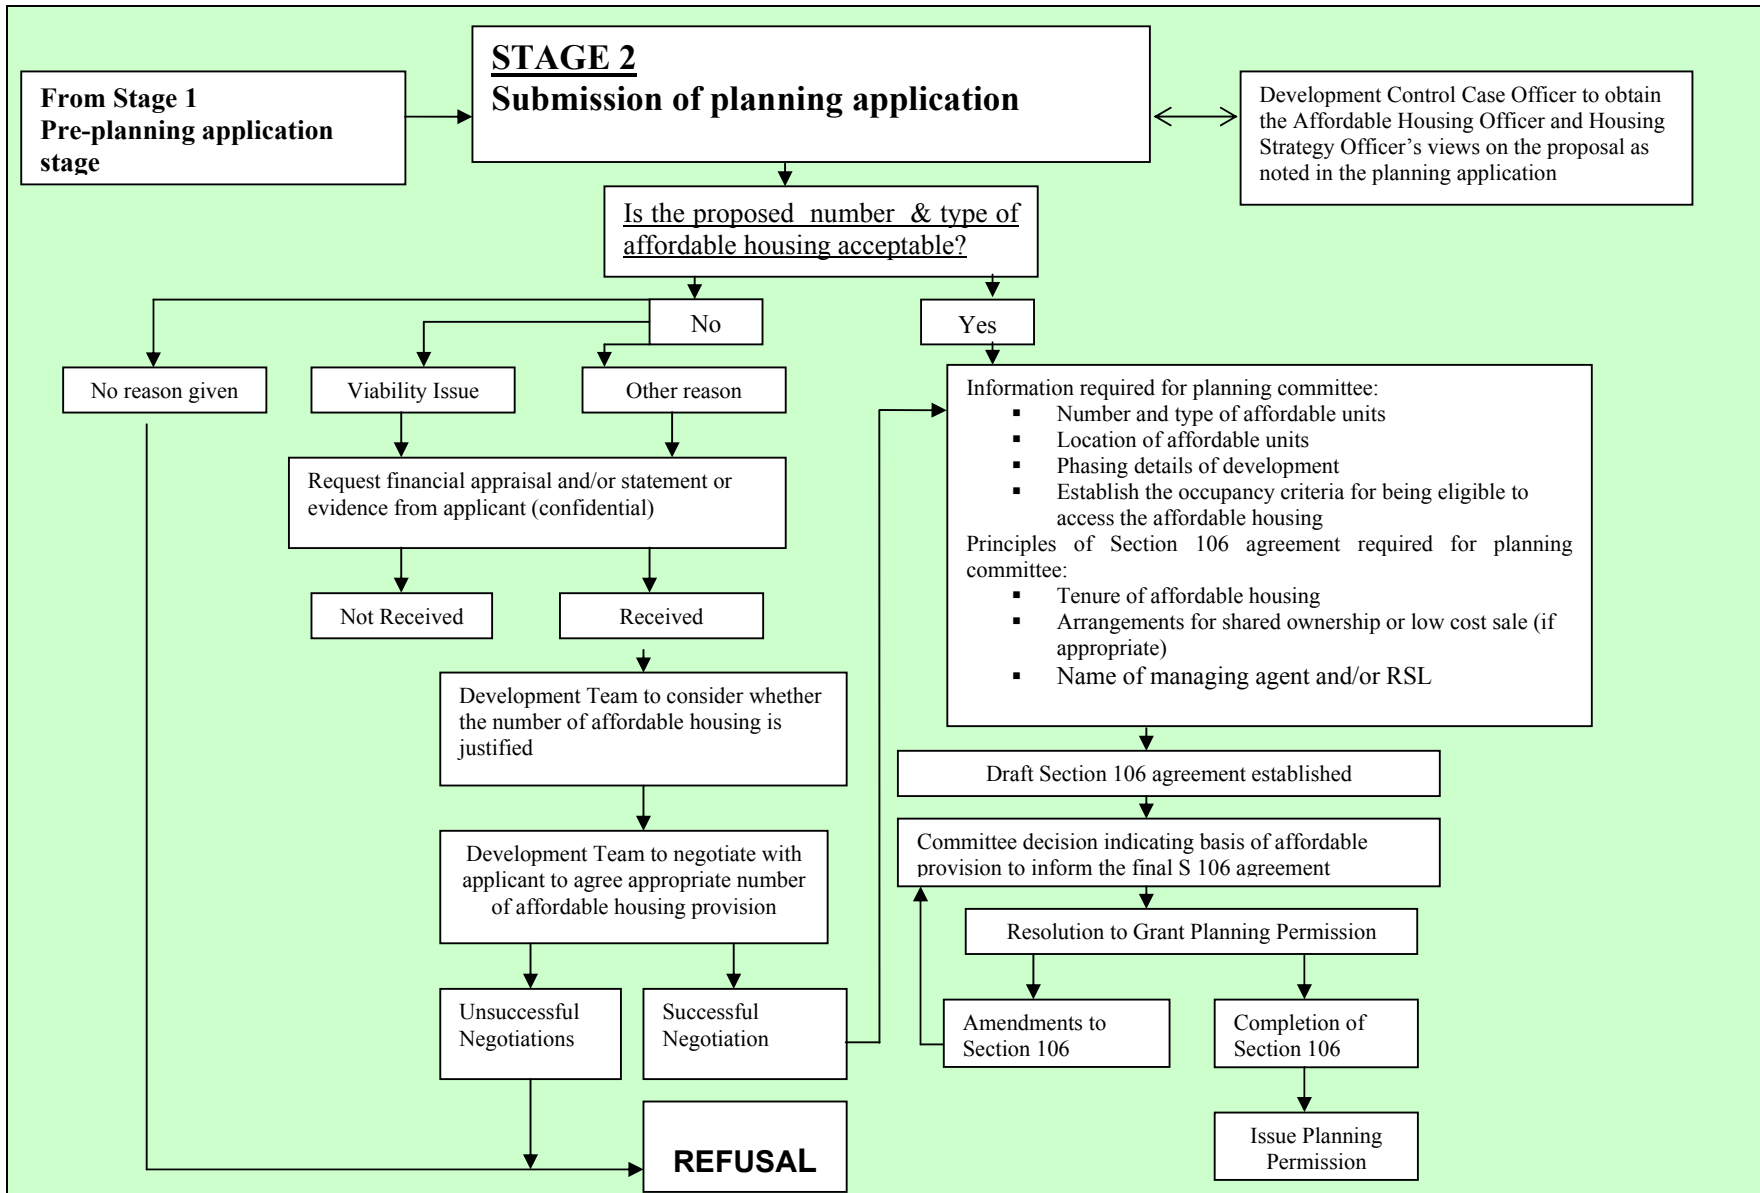 STAGE 2
Submission of planning application
From Stage 1
Pre-planning application
stage
Development Control Case Officer to obtain
the Affordable Housing Officer and Housing
Strategy Officer’s views on the proposal as
noted in the planning application
Is the proposed number & type of
affordable housing acceptable?
No
Yes
No reason given
Viability Issue
Other reason
Request financial appraisal and/or statement or
evidence from applicant (confidential)
Not Received
Received
Development Team to consider whether
the number of affordable housing is
justified
Development Team to negotiate with
applicant to agree appropriate number
of affordable housing provision
Unsuccessful
Negotiations
Successful
Negotiation
REFUSAL
Information required for planning committee:
▪ Number and type of affordable units
▪ Location of affordable units
▪ Phasing details of development
▪ Establish the occupancy criteria for being eligible to
access the affordable housing
Principles of Section 106 agreement required for planning
committee:
▪ Tenure of affordable housing
▪ Arrangements for shared ownership or low cost sale (if
appropriate)
▪ Name of managing agent and/or RSL
Draft Section 106 agreement established
Committee decision indicating basis of affordable
provision to inform the final S 106 agreement
Resolution to Grant Planning Permission
Amendments to
Section 106
Completion of
Section 106
Issue Planning
Permission